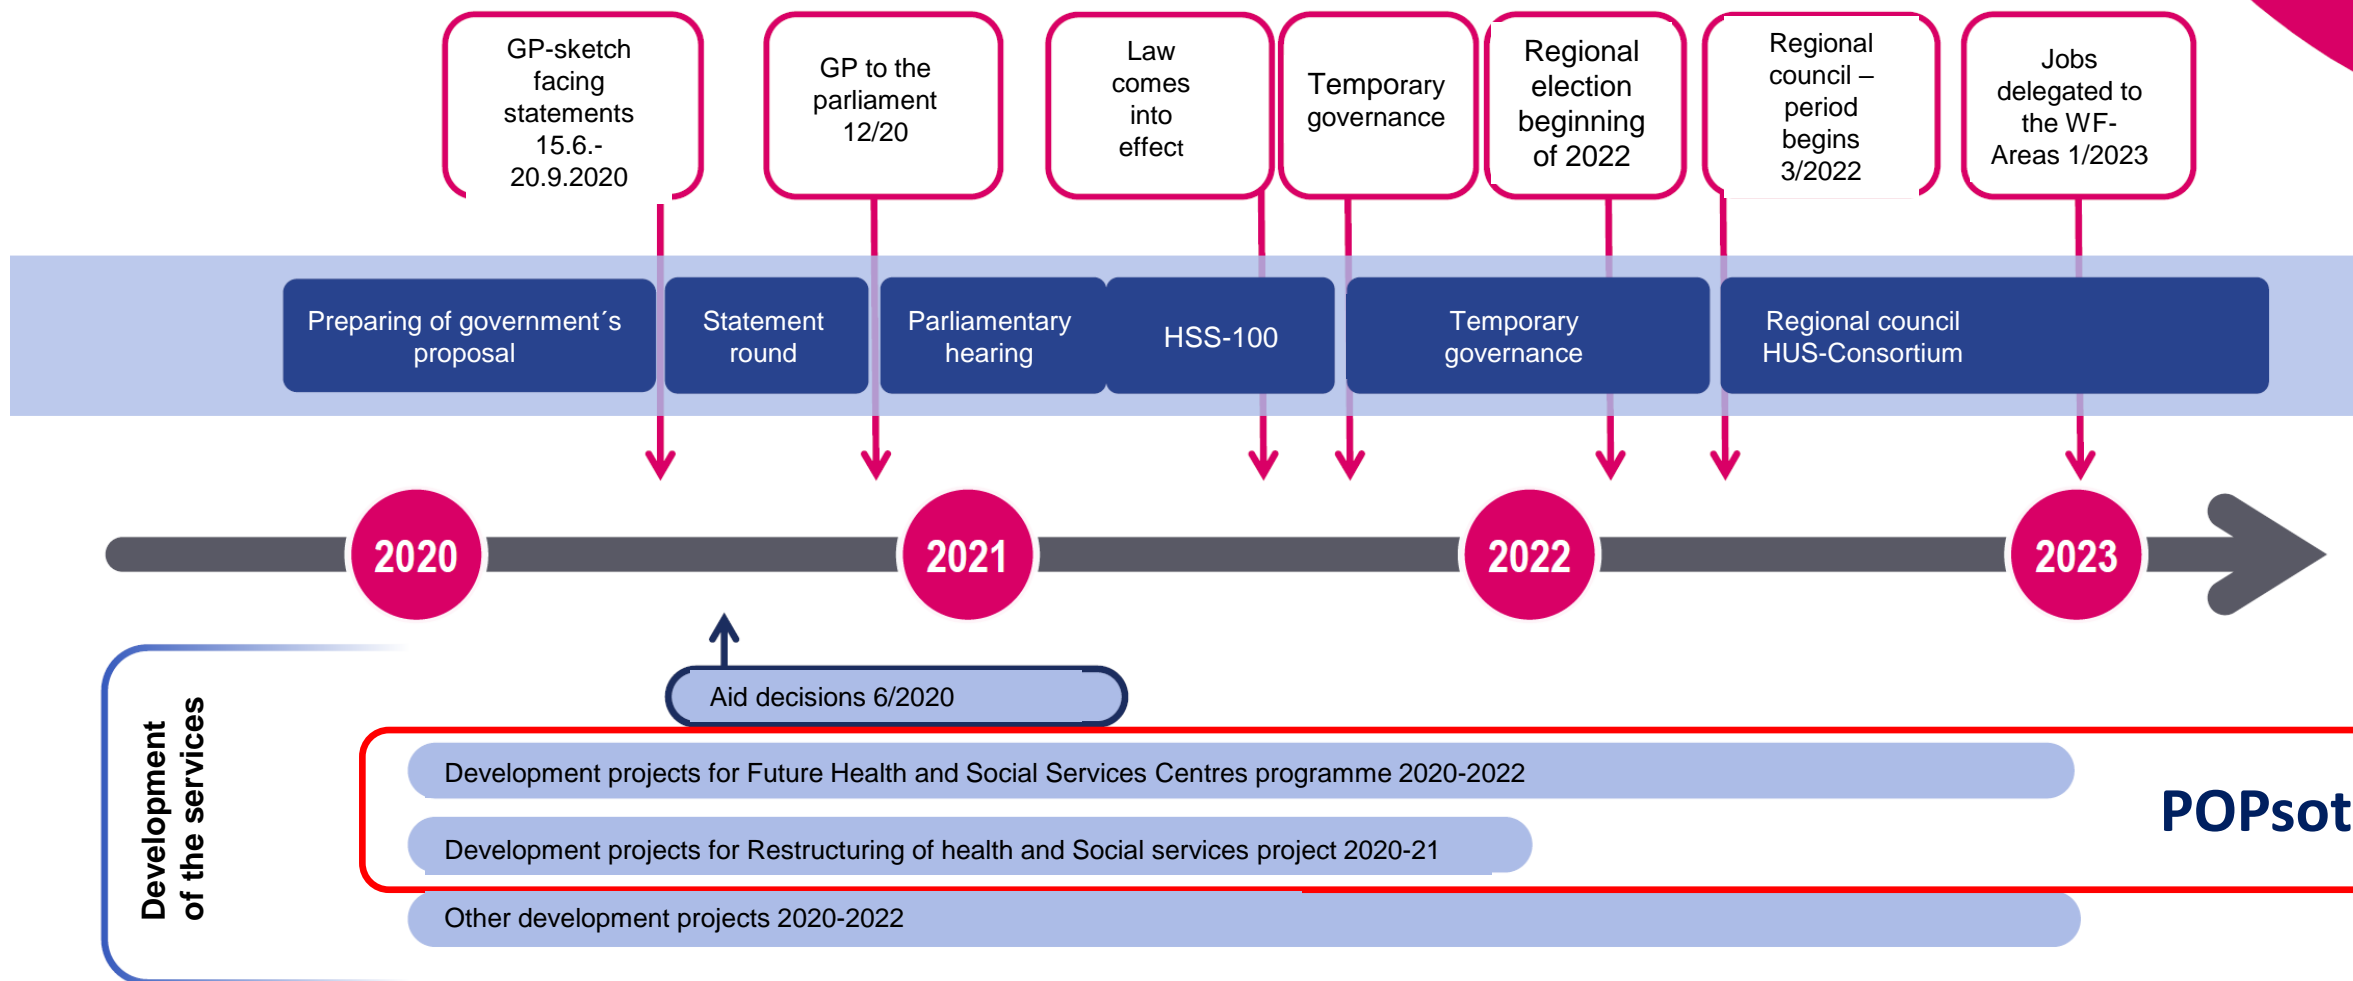 GP-sketch
facing
statements
15.6.-
20.9.2020
GP to the
parliament
12/20
Law
comes
into
effect
Temporary
governance
Regional
election
beginning
of 2022
Regional
council –
period
begins
3/2022
Jobs
delegated to
the WF-
Areas 1/2023
Preparing of government´s
proposal
Statement
round
Parliamentary
hearing
HSS-100
Temporary
governance
Regional council
HUS-Consortium
2020
2021
2022
2023
Development
of the services
Aid decisions 6/2020
Development projects for Future Health and Social Services Centres programme 2020-2022
Development projects for Restructuring of health and Social services project 2020-21
Other development projects 2020-2022
POPsot